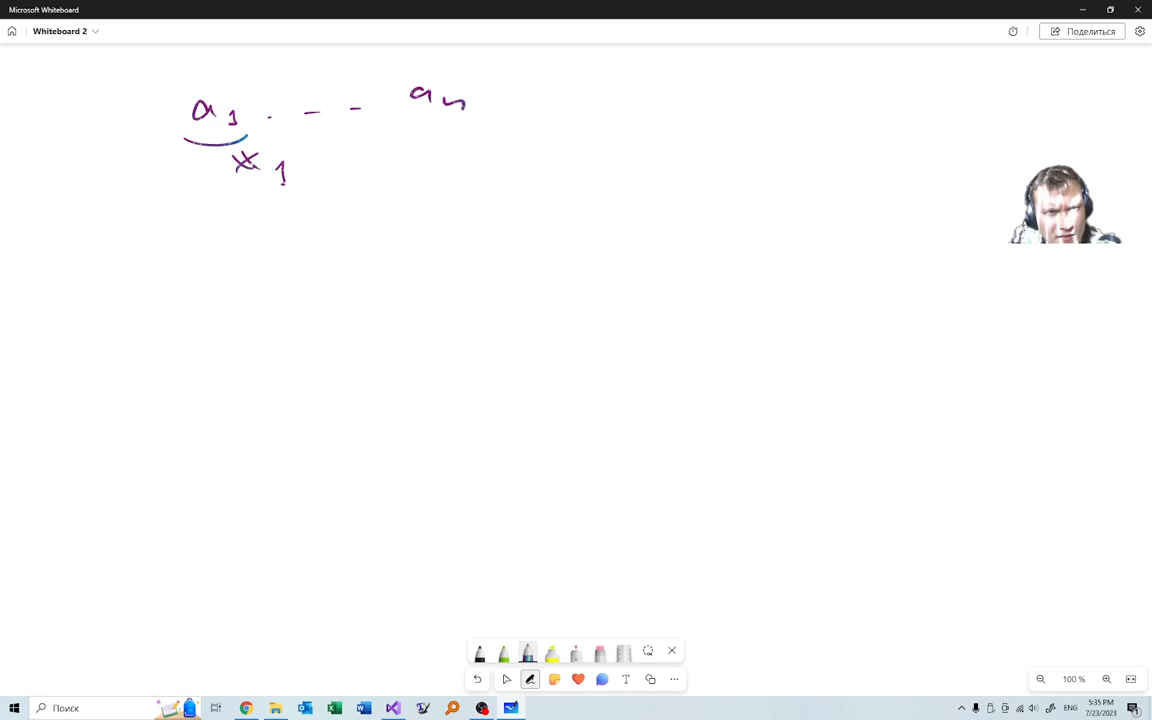 Microsoft Whiteboard
Whiteboard 2
Поделиться
a₁ . - - aₙ
* 1
100 %
Поиск
ENG
5:35 PM
7/23/2023